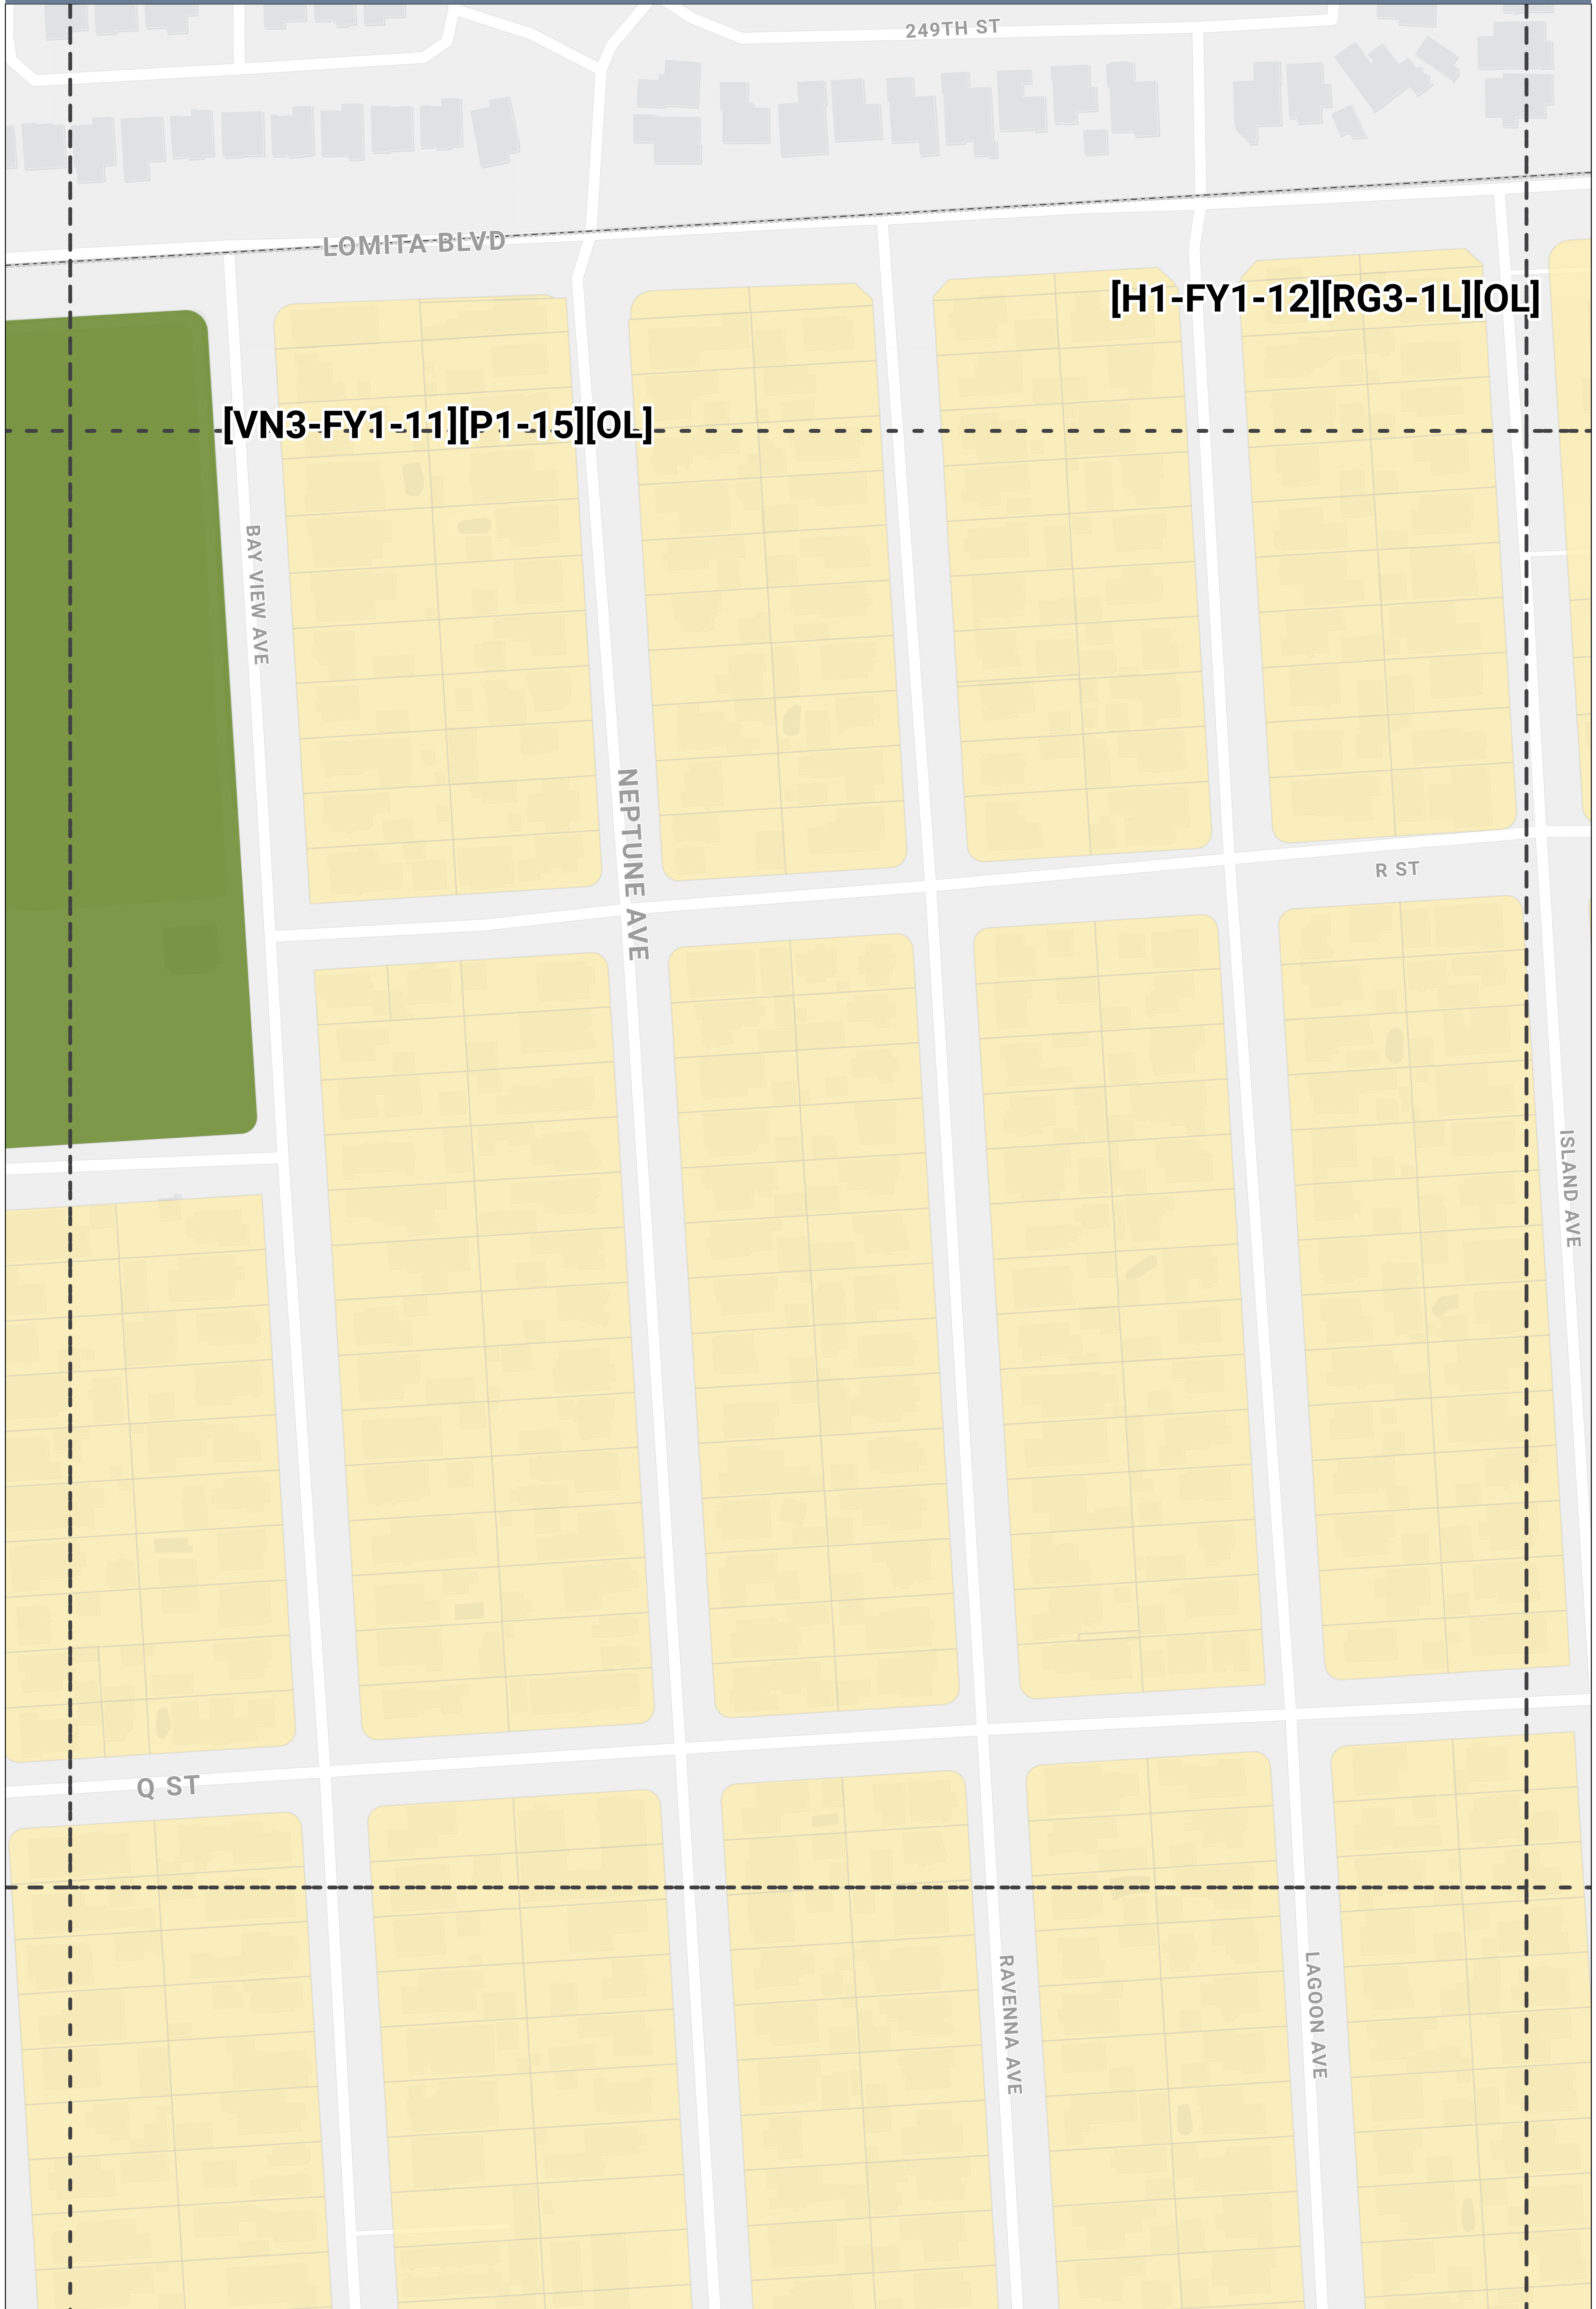 249TH ST
LOMITA BLVD
[H1-FY1-12][RG3-1L][OL]
[VN3-FY1-11][P1-15][OL]
BAY VIEW AVE
NEPTUNE AVE
R ST
ISLAND AVE
Q ST
RAVENNA AVE
LAGOON AVE